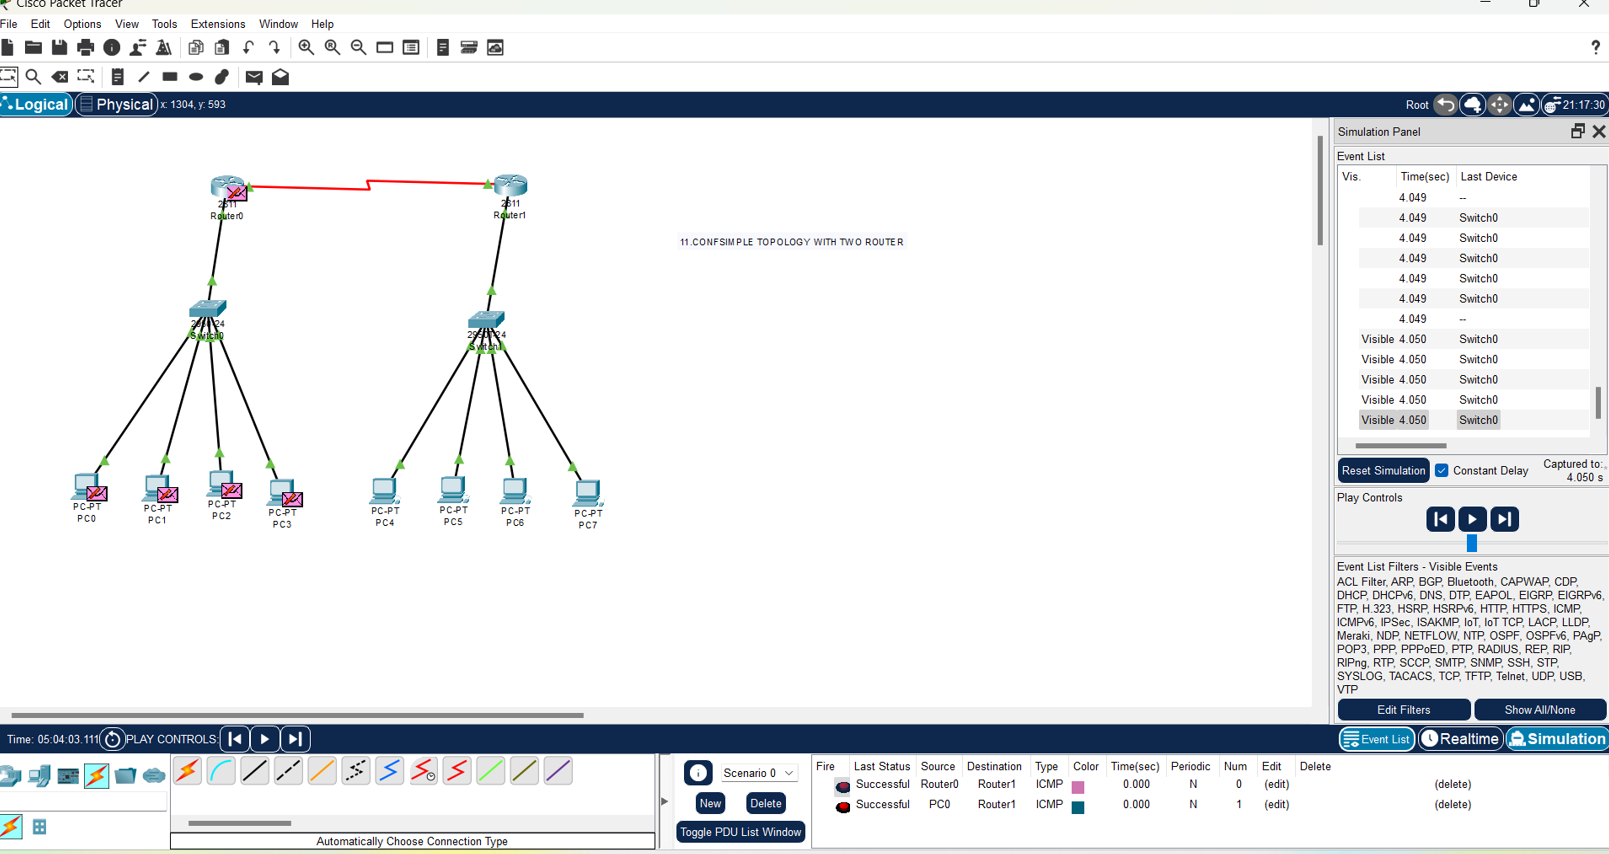 Cisco Packet Tracer
File Edit Options View Tools Extensions Window Help
?
Logical Physical x: 1304, y: 593 Root 21:17:30
Simulation Panel
Event List
Vis. Time(sec) Last Device
4.049 --
4.049 Switch0
4.049 Switch0
4.049 Switch0
4.049 Switch0
4.049 Switch0
4.049 --
Visible 4.050 Switch0
Visible 4.050 Switch0
Visible 4.050 Switch0
Visible 4.050 Switch0
Visible 4.050 Switch0
Reset Simulation Constant Delay Captured to:
4.050 s
Play Controls
Event List Filters - Visible Events
ACL Filter, ARP, BGP, Bluetooth, CAPWAP, CDP,
DHCP, DHCPv6, DNS, DTP, EAPOL, EIGRP, EIGRPv6,
FTP, H.323, HSRP, HSRPv6, HTTP, HTTPS, ICMP,
ICMPv6, IPSec, ISAKMP, IoT, IoT TCP, LACP, LLDP,
Meraki, NDP, NETFLOW, NTP, OSPF, OSPFv6, PAgP,
POP3, PPP, PPPoED, PTP, RADIUS, REP, RIP,
RIPng, RTP, SCCP, SMTP, SNMP, SSH, STP,
SYSLOG, TACACS, TCP, TFTP, Telnet, UDP, USB,
VTP
Edit Filters Show All/None
Event List Realtime Simulation
2811
Router0
2811
Router1
11.CONFSIMPLE TOPOLOGY WITH TWO ROUTER
Switch0
Switch1
PC-PT
PC0
PC-PT
PC1
PC-PT
PC2
PC-PT
PC3
PC-PT
PC4
PC-PT
PC5
PC-PT
PC6
PC-PT
PC7
Time: 05:04:03.111 PLAY CONTROLS:
Automatically Choose Connection Type
Scenario 0
New Delete
Toggle PDU List Window
Fire Last Status Source Destination Type Color Time(sec) Periodic Num Edit Delete
Successful Router0 Router1 ICMP 0.000 N 0 (edit) (delete)
Successful PC0 Router1 ICMP 0.000 N 1 (edit) (delete)